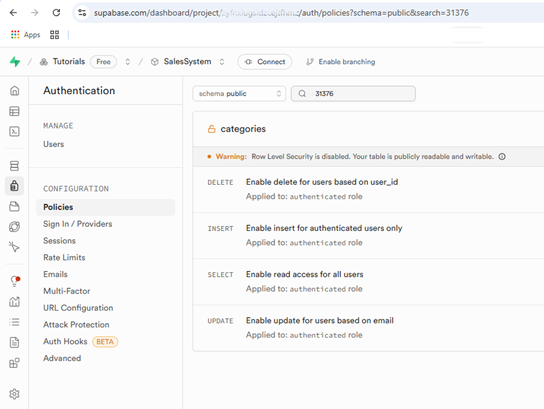 supabase.com/dashboard/project/ /auth/policies?schema=public&search=31376
Apps
Tutorials Free SalesSystem Connect Enable branching
Authentication
schema public 31376
MANAGE
Users
CONFIGURATION
Policies
Sign In / Providers
Sessions
Rate Limits
Emails
Multi-Factor
URL Configuration
Attack Protection
Auth Hooks BETA
Advanced
categories
Warning: Row Level Security is disabled. Your table is publicly readable and writable.
DELETE Enable delete for users based on user_id
Applied to: authenticated role
INSERT Enable insert for authenticated users only
Applied to: authenticated role
SELECT Enable read access for all users
Applied to: authenticated role
UPDATE Enable update for users based on email
Applied to: authenticated role